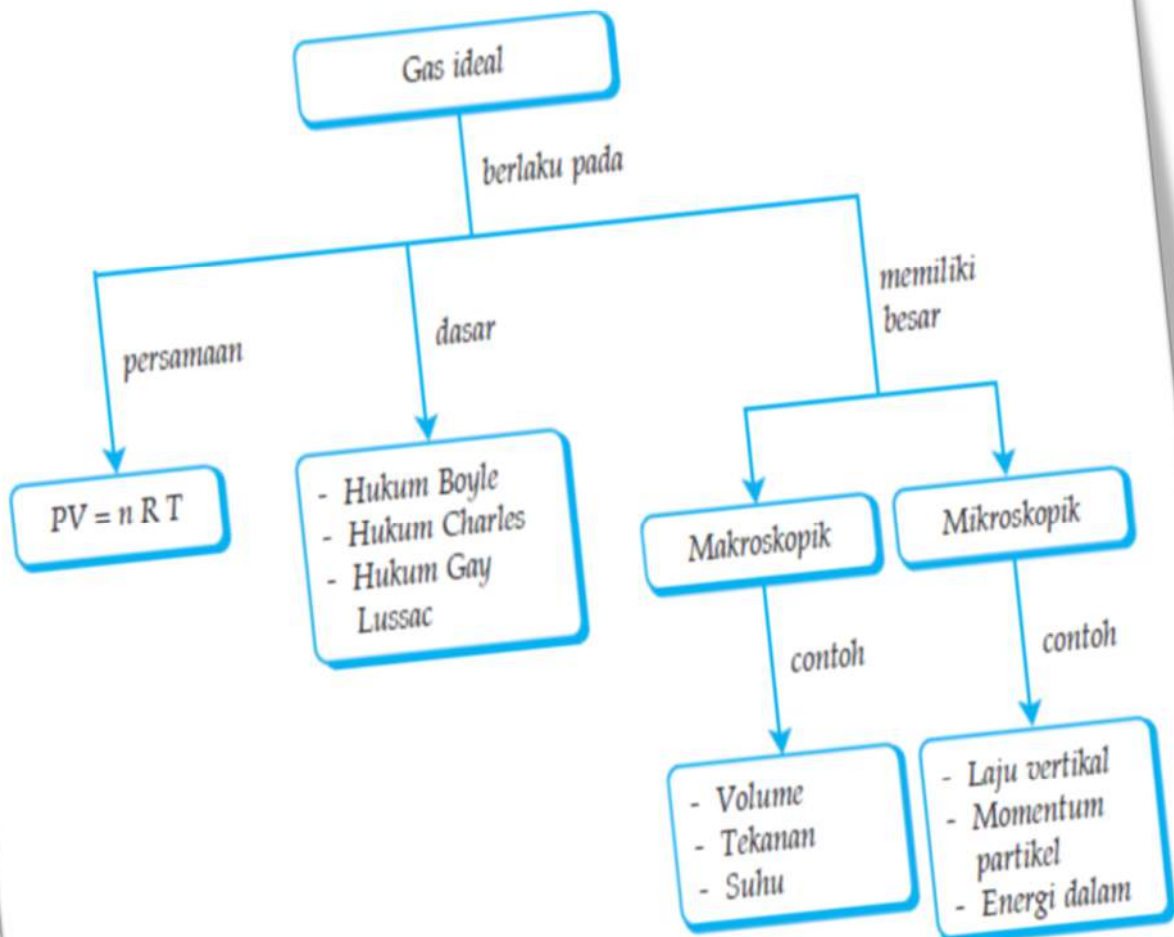 Gas ideal
berlaku pada
memiliki
besar
dasar
persamaan
PV = n R T
- Hukum Boyle
- Hukum Charles
- Hukum Gay
Lussac
Makroskopik
Mikroskopik
contoh
contoh
- Volume
- Tekanan
- Suhu
- Laju vertikal
- Momentum
partikel
- Energi dalam